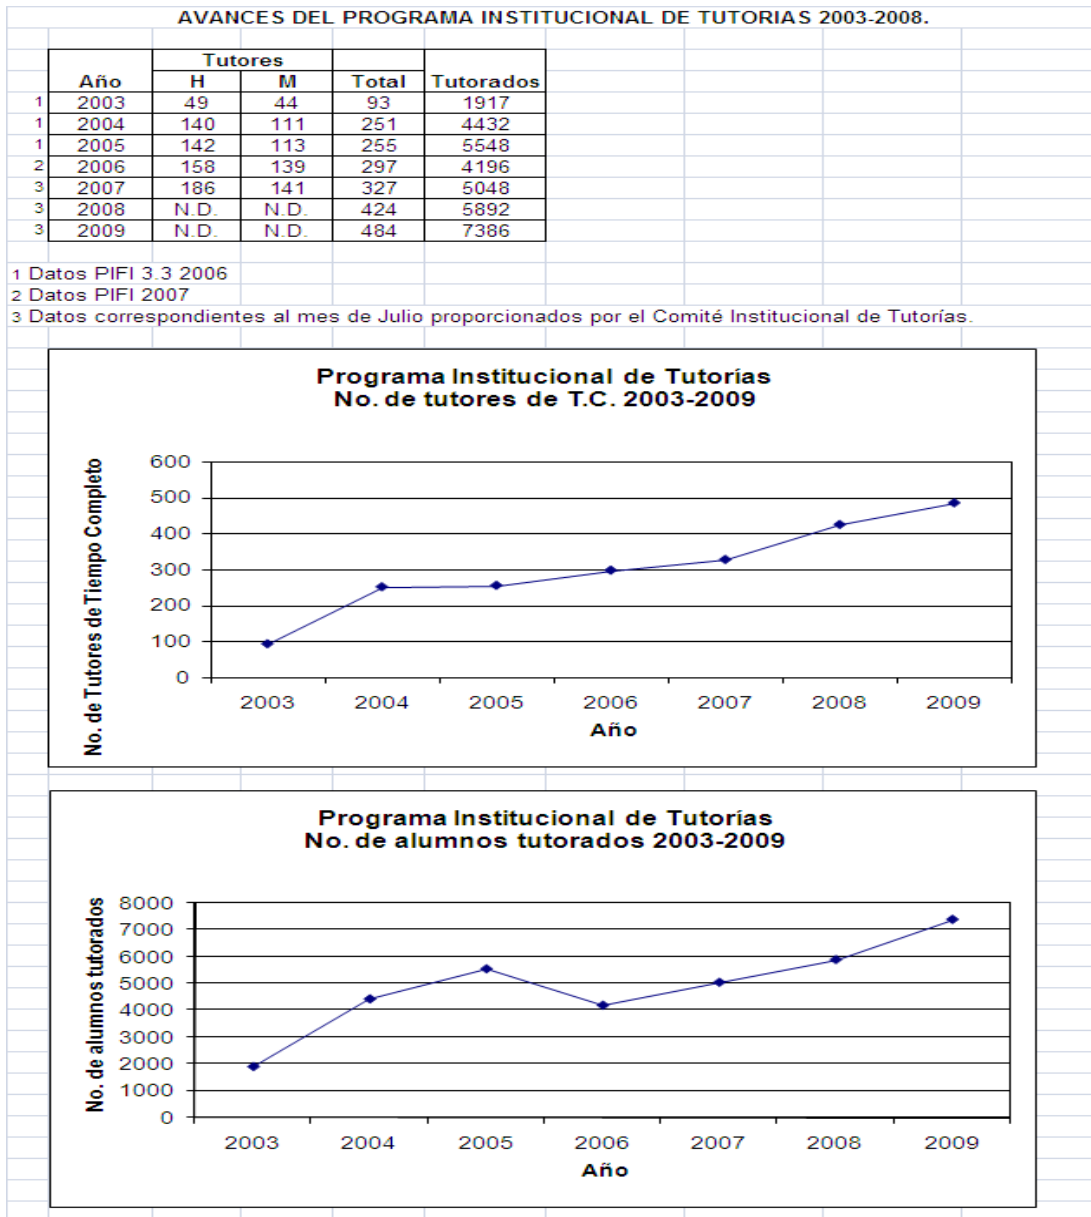 AVANCES DEL PROGRAMA INSTITUCIONAL DE TUTORIAS 2003-2008.
Tutores
Año H M Total Tutorados
1 2003 49 44 93 1917
1 2004 140 111 251 4432
1 2005 142 113 255 5548
2 2006 158 139 297 4196
3 2007 186 141 327 5048
3 2008 N.D. N.D. 424 5892
3 2009 N.D. N.D. 484 7386
1 Datos PIFI 3.3 2006
2 Datos PIFI 2007
3 Datos correspondientes al mes de Julio proporcionados por el Comité Institucional de Tutorías.
Programa Institucional de Tutorías
No. de tutores de T.C. 2003-2009
No. de Tutores de Tiempo Completo
600
500
400
300
200
100
0
2003 2004 2005 2006 2007 2008 2009
Año
Programa Institucional de Tutorías
No. de alumnos tutorados 2003-2009
No. de alumnos tutorados
8000
7000
6000
5000
4000
3000
2000
1000
0
2003 2004 2005 2006 2007 2008 2009
Año